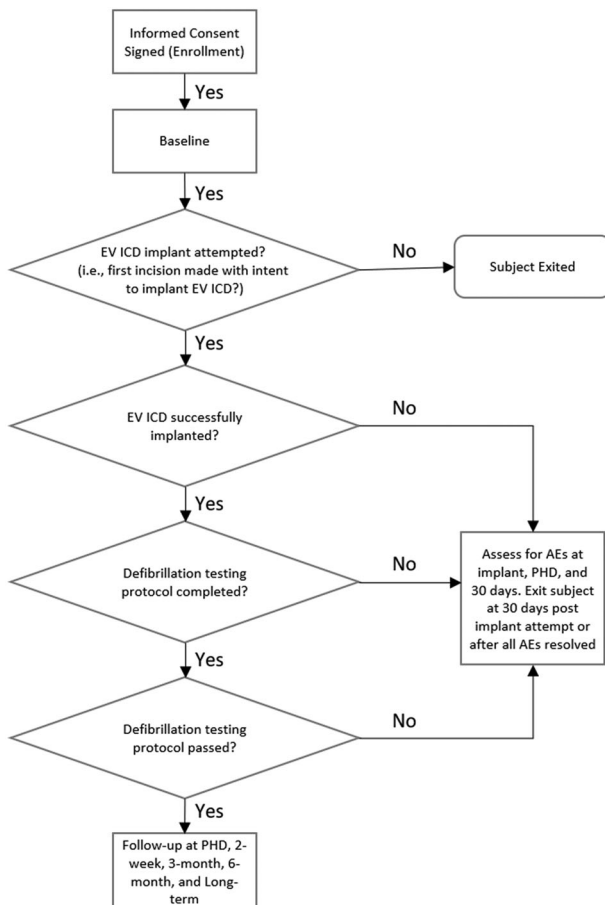 Informed Consent
Signed (Enrollment)
Yes
Baseline
Yes
EV ICD implant attempted?
(i.e., first incision made with intent
to implant EV ICD?)
No
Subject Exited
Yes
EV ICD successfully
implanted?
No
Yes
Defibrillation testing
protocol completed?
No
Assess for AEs at
implant, PHD, and
30 days. Exit subject
at 30 days post
implant attempt or
after all AEs resolved
Yes
Defibrillation testing
protocol passed?
No
Yes
Follow-up at PHD, 2-
week, 3-month, 6-
month, and Long-
term